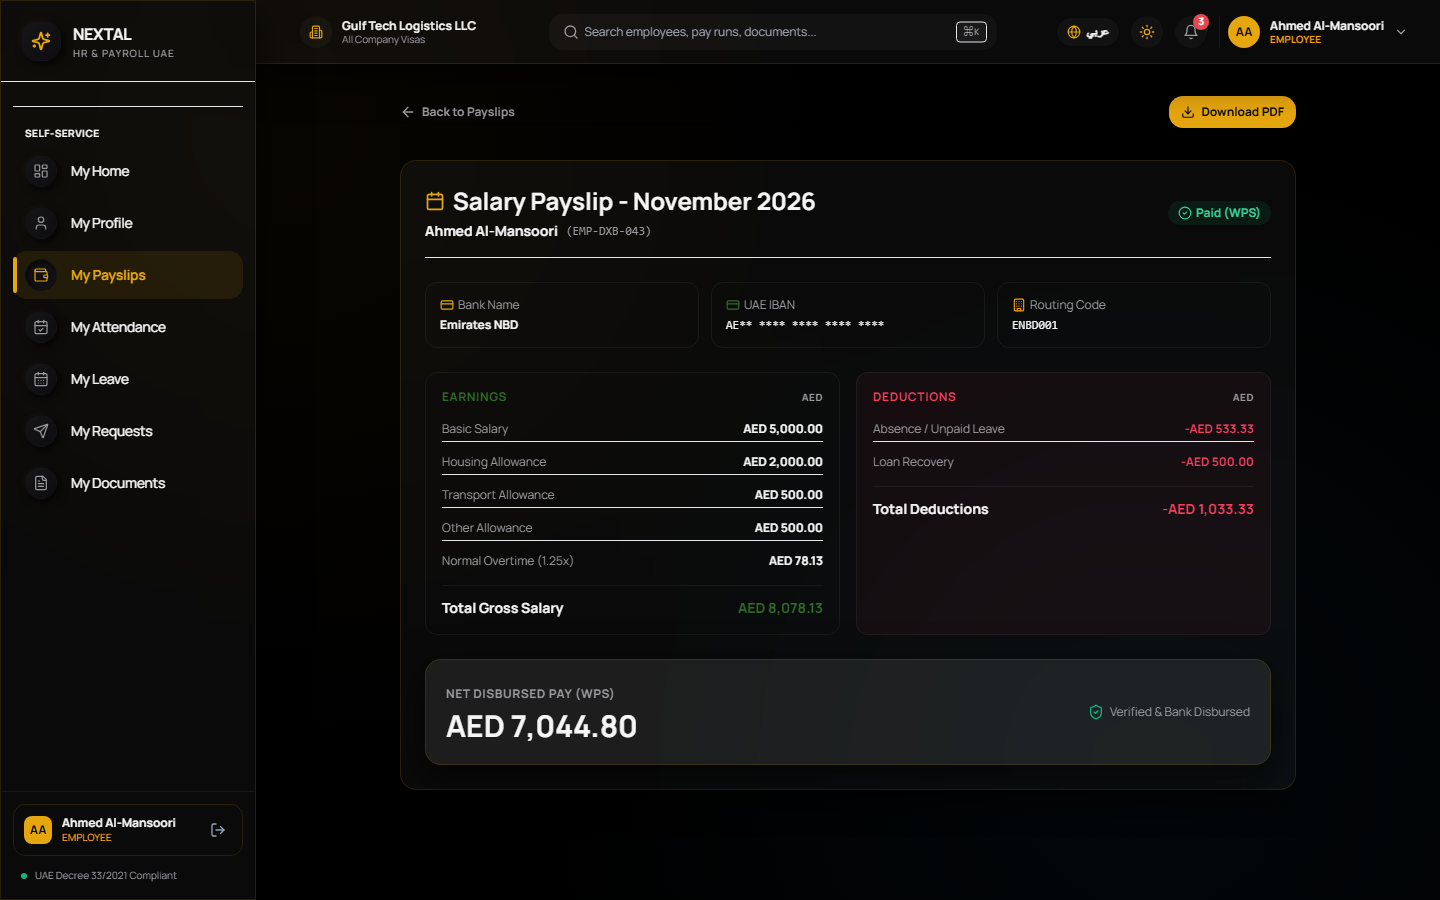 NEXTAL
HR & PAYROLL UAE
SELF-SERVICE
My Home
My Profile
My Payslips
My Attendance
My Leave
My Requests
My Documents
AA
Ahmed Al-Mansoori
EMPLOYEE
UAE Decree 33/2021 Compliant
Gulf Tech Logistics LLC
All Company Visas
Search employees, pay runs, documents...
⌘K
عربي
3
AA
Ahmed Al-Mansoori
EMPLOYEE
Back to Payslips
Download PDF
Salary Payslip - November 2026
Ahmed Al-Mansoori (EMP-DXB-043)
Paid (WPS)
Bank Name
Emirates NBD
UAE IBAN
AE** **** **** **** ****
Routing Code
ENBD001
EARNINGS AED
Basic Salary AED 5,000.00
Housing Allowance AED 2,000.00
Transport Allowance AED 500.00
Other Allowance AED 500.00
Normal Overtime (1.25x) AED 78.13
Total Gross Salary AED 8,078.13
DEDUCTIONS AED
Absence / Unpaid Leave -AED 533.33
Loan Recovery -AED 500.00
Total Deductions -AED 1,033.33
NET DISBURSED PAY (WPS)
AED 7,044.80
Verified & Bank Disbursed